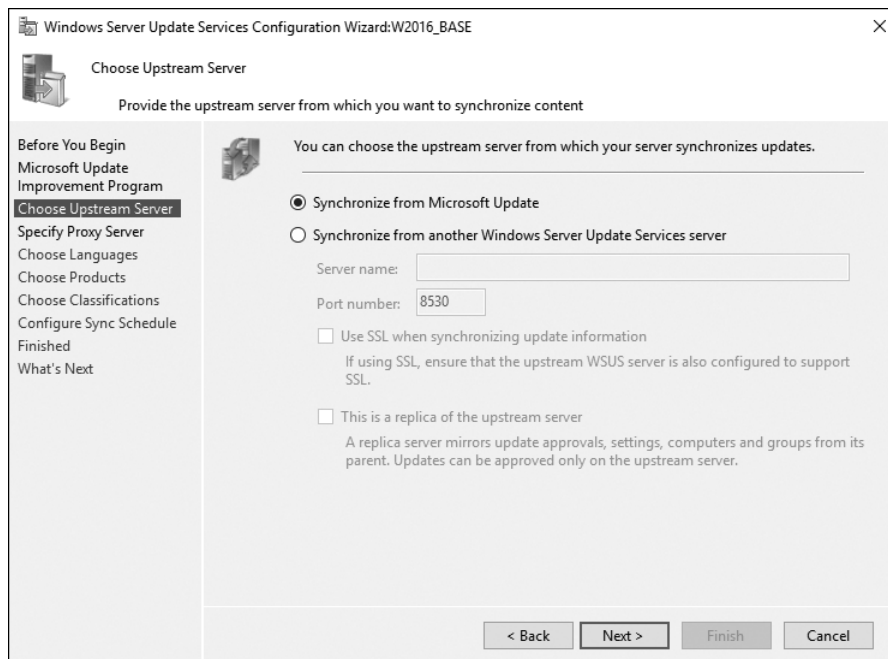 Windows Server Update Services Configuration Wizard:W2016_BASE
Choose Upstream Server
Provide the upstream server from which you want to synchronize content
Before You Begin
Microsoft Update
Improvement Program
Choose Upstream Server
Specify Proxy Server
Choose Languages
Choose Products
Choose Classifications
Configure Sync Schedule
Finished
What's Next
You can choose the upstream server from which your server synchronizes updates.
Synchronize from Microsoft Update
Synchronize from another Windows Server Update Services server
Server name:
Port number: 8530
Use SSL when synchronizing update information
If using SSL, ensure that the upstream WSUS server is also configured to support
SSL.
This is a replica of the upstream server
A replica server mirrors update approvals, settings, computers and groups from its
parent. Updates can be approved only on the upstream server.
< Back Next > Finish Cancel